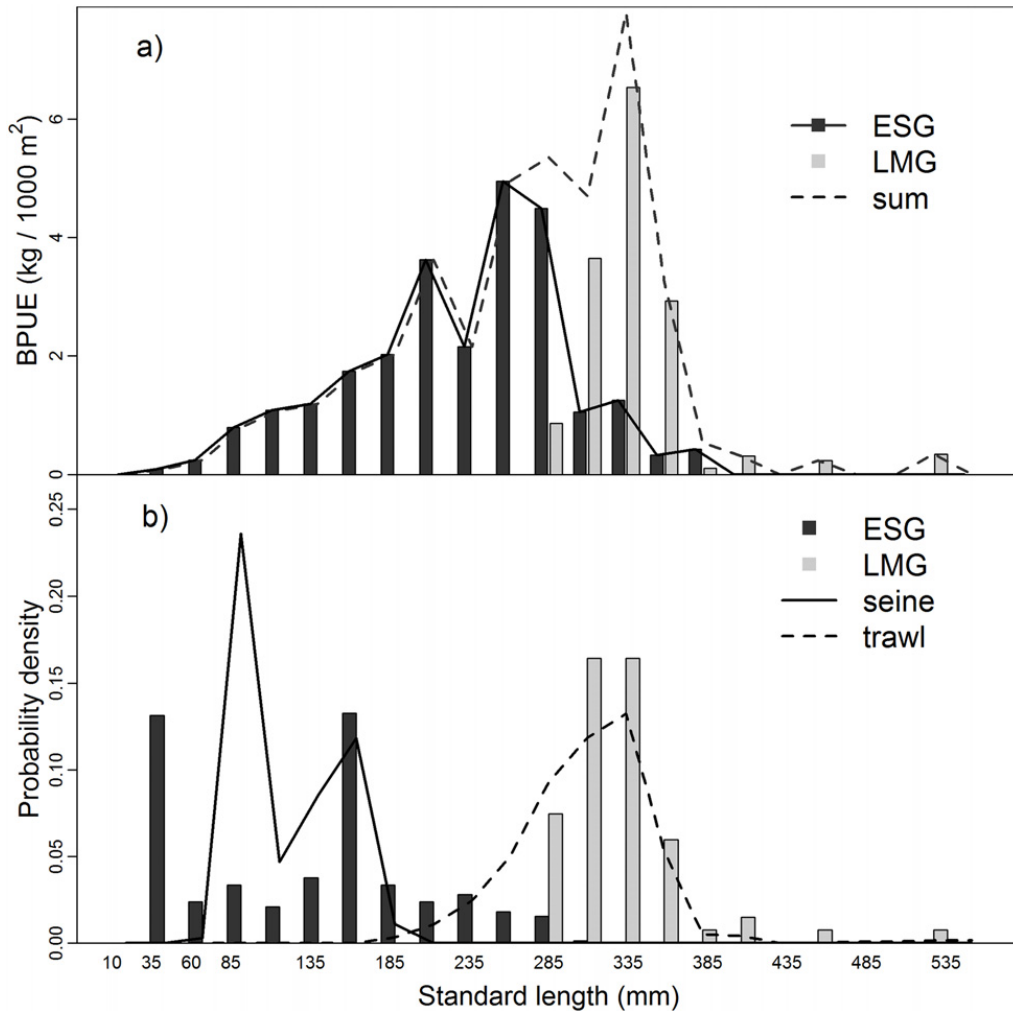 a)
BPUE (kg / 1000 m²)
6
4
2
0
ESG
LMG
sum
b)
Probability density
0.25
0.20
0.15
0.10
0.05
0.00
ESG
LMG
seine
trawl
10 35 60 85 135 185 235 285 335 385 435 485 535
Standard length (mm)